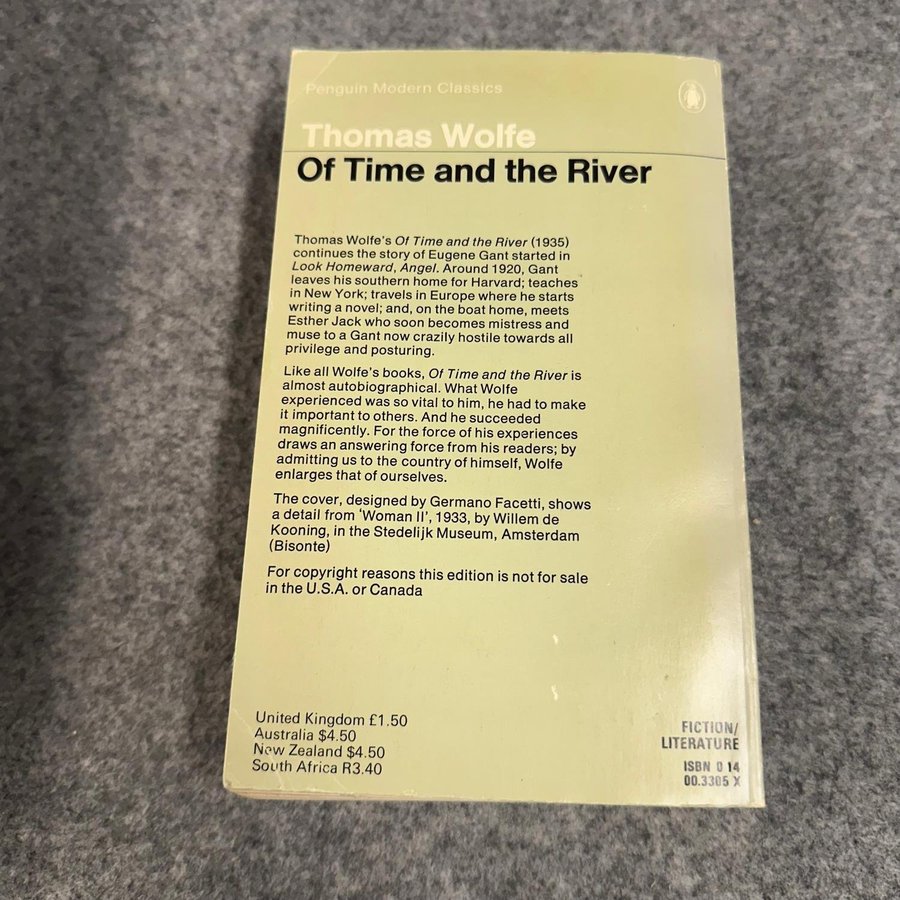 Penguin Modern Classics
Thomas Wolfe
Of Time and the River
Thomas Wolfe's Of Time and the River (1935)
continues the story of Eugene Gant started in
Look Homeward, Angel. Around 1920, Gant
leaves his southern home for Harvard; teaches
in New York; travels in Europe where he starts
writing a novel; and, on the boat home, meets
Esther Jack who soon becomes mistress and
muse to a Gant now crazily hostile towards all
privilege and posturing.
Like all Wolfe's books, Of Time and the River is
almost autobiographical. What Wolfe
experienced was so vital to him, he had to make
it important to others. And he succeeded
magnificently. For the force of his experiences
draws an answering force from his readers; by
admitting us to the country of himself, Wolfe
enlarges that of ourselves.
The cover, designed by Germano Facetti, shows
a detail from 'Woman II', 1933, by Willem de
Kooning, in the Stedelijk Museum, Amsterdam
(Bisonte)
For copyright reasons this edition is not for sale
in the U.S.A. or Canada
United Kingdom £1.50
Australia $4.50
New Zealand $4.50
South Africa R3.40
FICTION/
LITERATURE
ISBN 0 14
00.3305 X